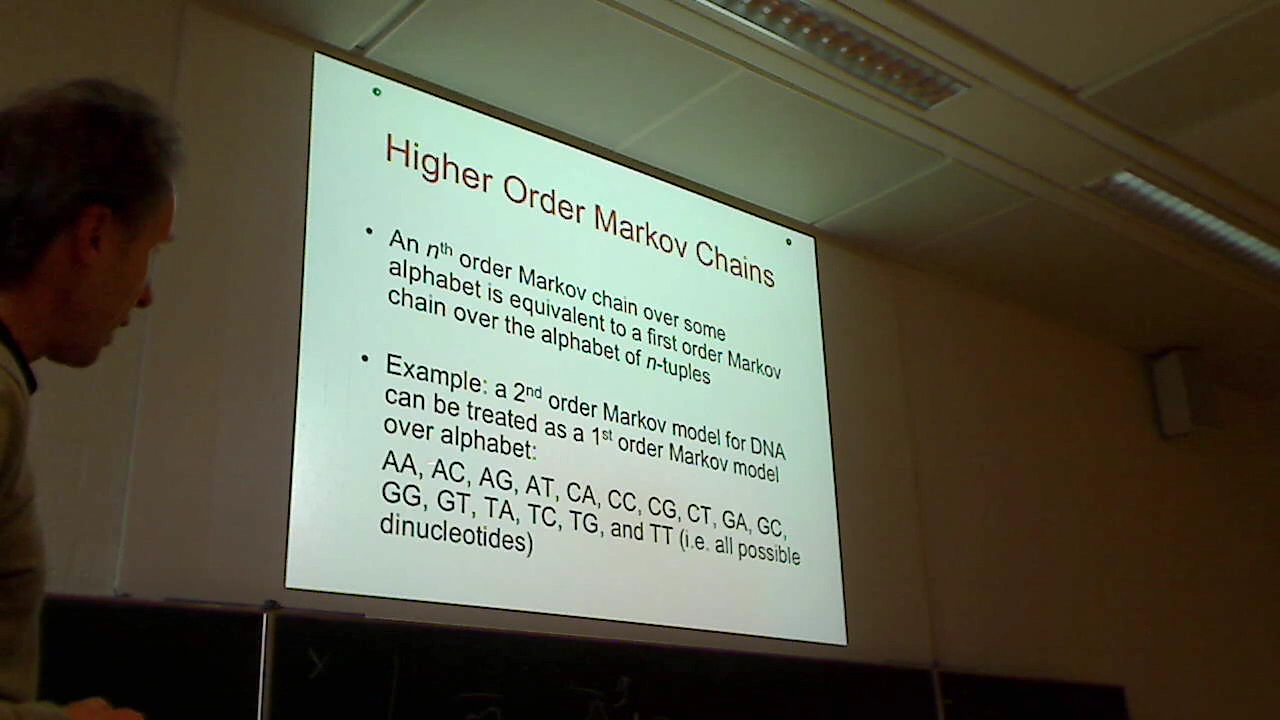 Higher Order Markov Chains
• An nth order Markov chain over some
alphabet is equivalent to a first order Markov
chain over the alphabet of n-tuples
• Example: a 2nd order Markov model for DNA
can be treated as a 1st order Markov model
over alphabet:
AA, AC, AG, AT, CA, CC, CG, CT, GA, GC,
GG, GT, TA, TC, TG, and TT (i.e. all possible
dinucleotides)